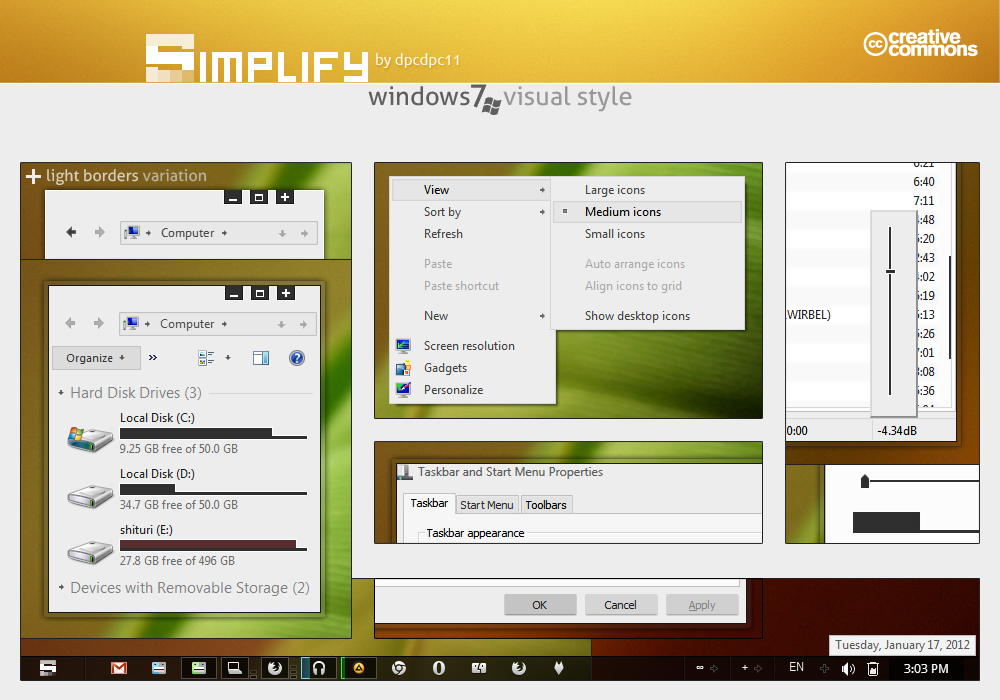 Simplify by dpcdpc11
cc creative commons
windows7 visual style
+ light borders variation
Computer
Computer
Organize
Hard Disk Drives (3)
Local Disk (C:)
9.25 GB free of 50.0 GB
Local Disk (D:)
34.7 GB free of 50.0 GB
shituri (E:)
27.8 GB free of 496 GB
Devices with Removable Storage (2)
View
Sort by
Refresh
Paste
Paste shortcut
New
Screen resolution
Gadgets
Personalize
Large icons
Medium icons
Small icons
Auto arrange icons
Align icons to grid
Show desktop icons
Taskbar and Start Menu Properties
Taskbar Start Menu Toolbars
Taskbar appearance
6:40
7:11
:48
:20
:43
:02
:19
WIRBEL) :13
:26
:01
:08
:36
0:00 -4.34dB
OK Cancel Apply
Tuesday, January 17, 2012
EN 3:03 PM